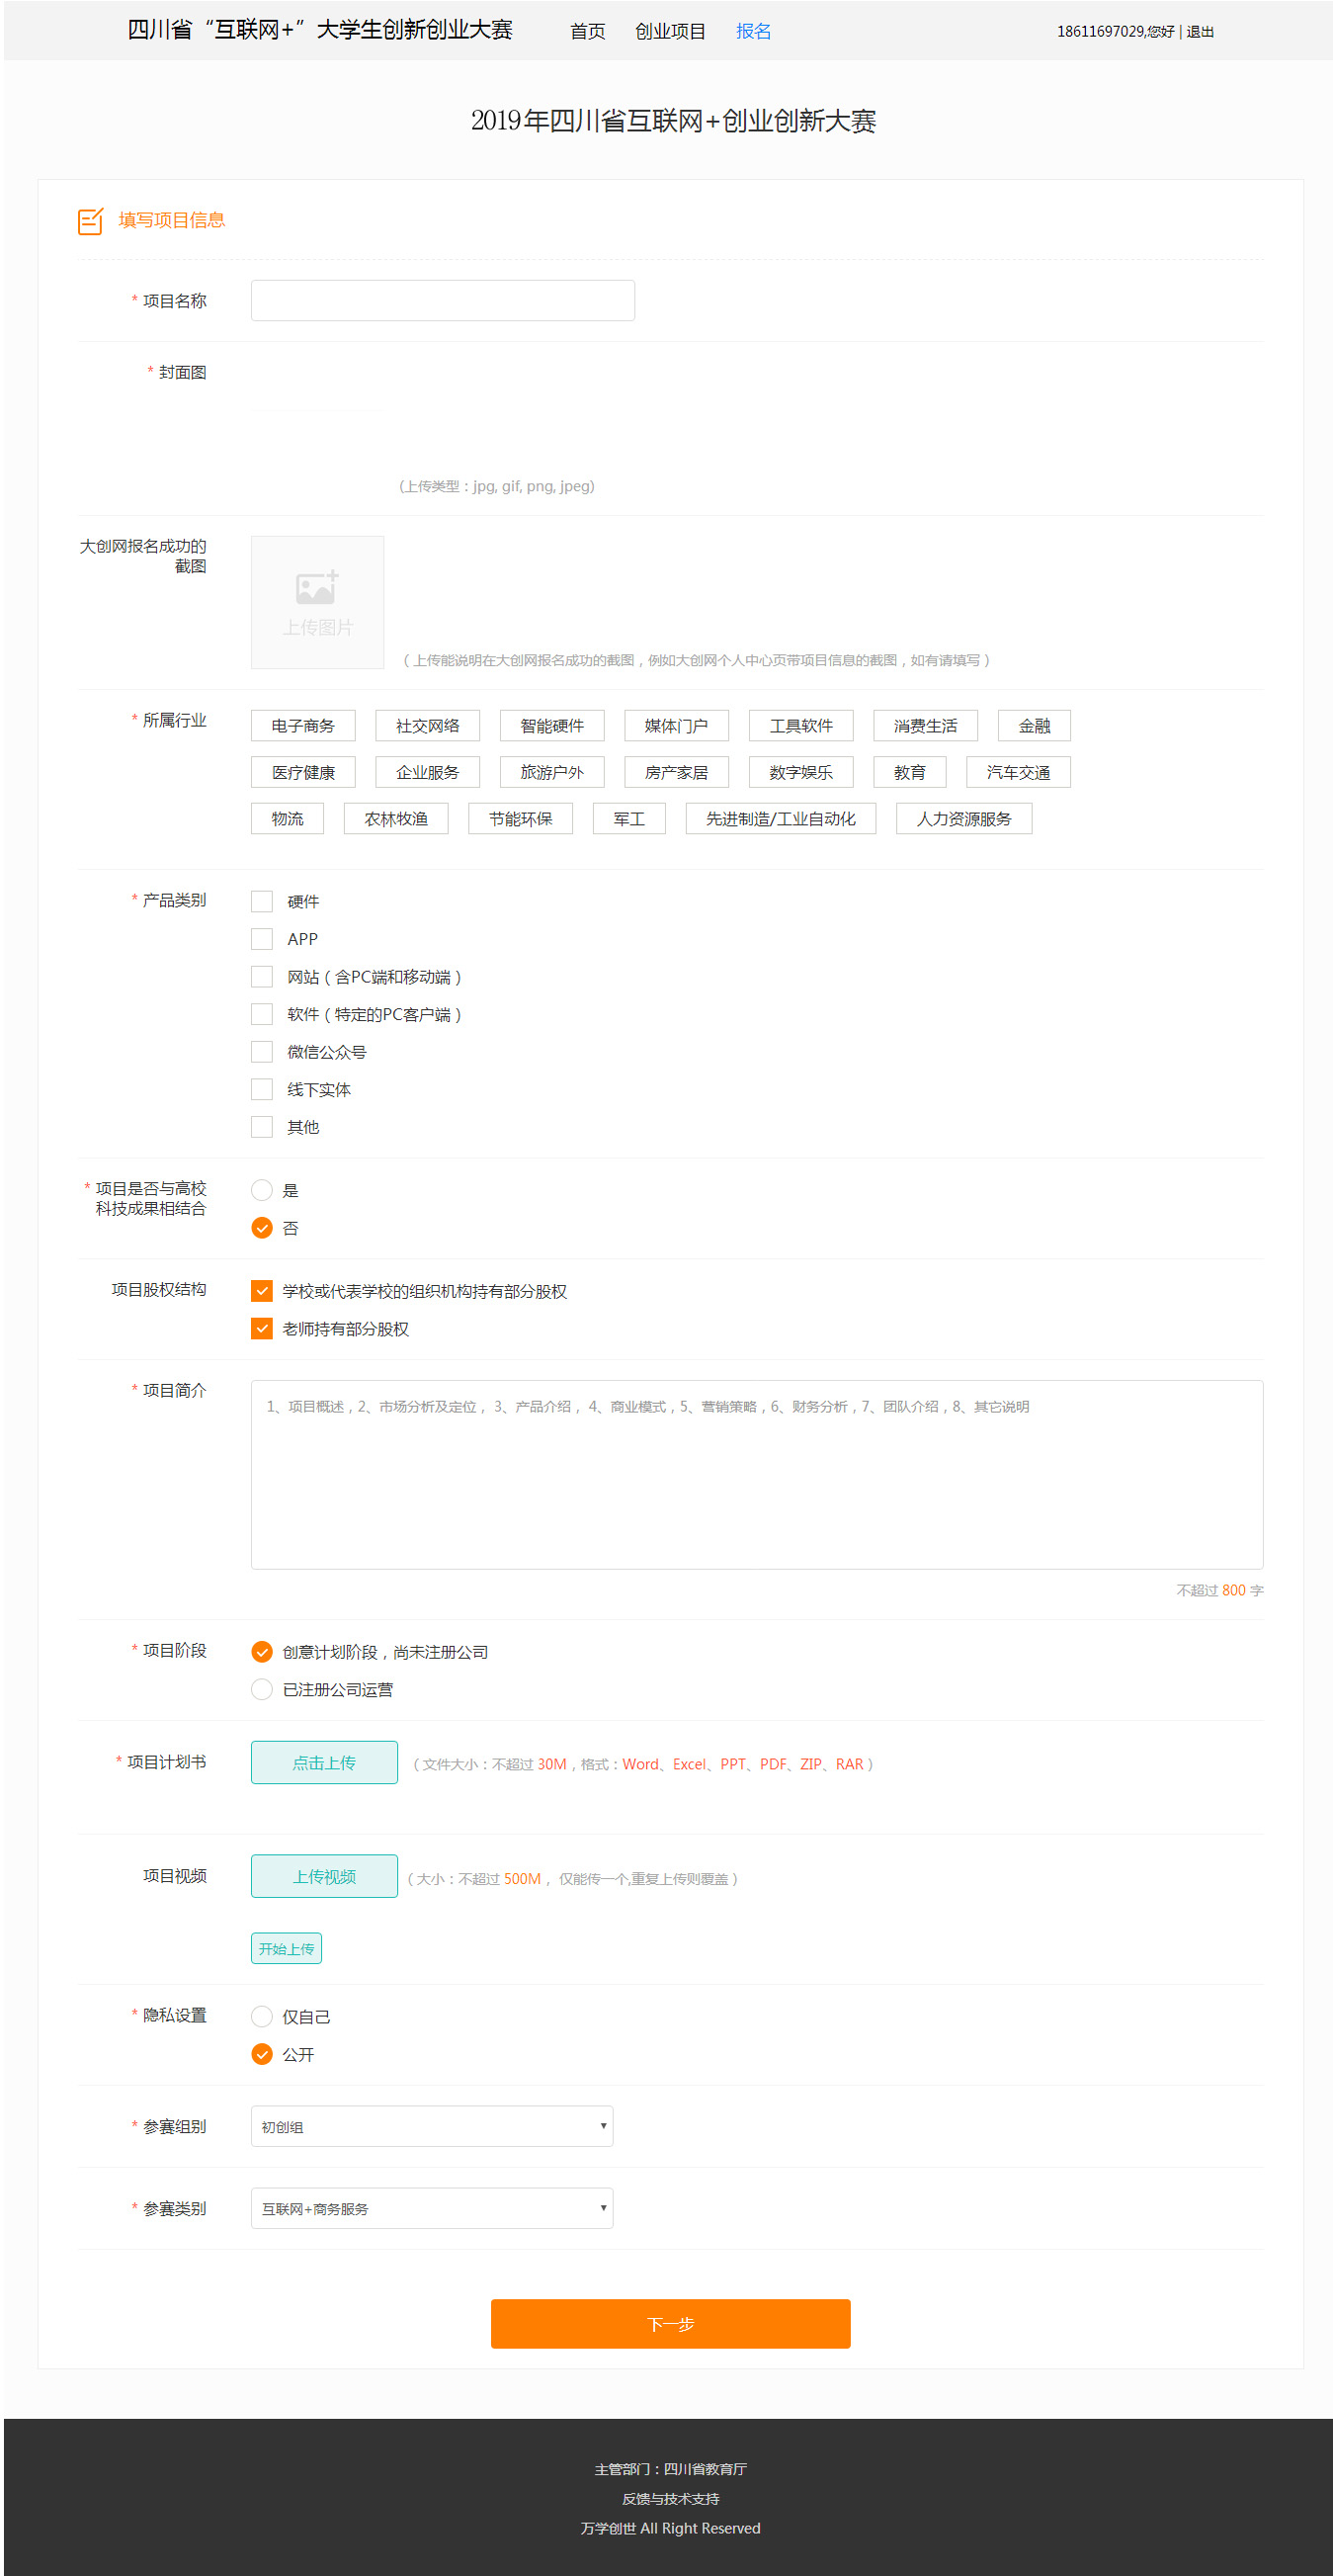 四川省“互联网+”大学生创新创业大赛 首页 创业项目 报名 18611697029,您好 | 退出
2019年四川省互联网+创业创新大赛
填写项目信息
* 项目名称
* 封面图
(上传类型：jpg, gif, png, jpeg)
大创网报名成功的
截图
上传图片
（上传能说明在大创网报名成功的截图，例如大创网个人中心页带项目信息的截图，如有请填写）
* 所属行业 电子商务 社交网络 智能硬件 媒体门户 工具软件 消费生活 金融
医疗健康 企业服务 旅游户外 房产家居 数字娱乐 教育 汽车交通
物流 农林牧渔 节能环保 军工 先进制造/工业自动化 人力资源服务
* 产品类别 硬件
APP
网站（含PC端和移动端）
软件（特定的PC客户端）
微信公众号
线下实体
其他
* 项目是否与高校
科技成果相结合
是
否
项目股权结构 学校或代表学校的组织机构持有部分股权
老师持有部分股权
* 项目简介 1、项目概述，2、市场分析及定位， 3、产品介绍， 4、商业模式，5、营销策略，6、财务分析，7、团队介绍，8、其它说明
不超过 800 字
* 项目阶段 创意计划阶段，尚未注册公司
已注册公司运营
* 项目计划书 点击上传 （文件大小：不超过 30M，格式：Word、Excel、PPT、PDF、ZIP、RAR）
项目视频 上传视频 （大小：不超过 500M， 仅能传一个,重复上传则覆盖）
开始上传
* 隐私设置 仅自己
公开
* 参赛组别 初创组
* 参赛类别 互联网+商务服务
下一步
主管部门：四川省教育厅
反馈与技术支持
万学创世 All Right Reserved